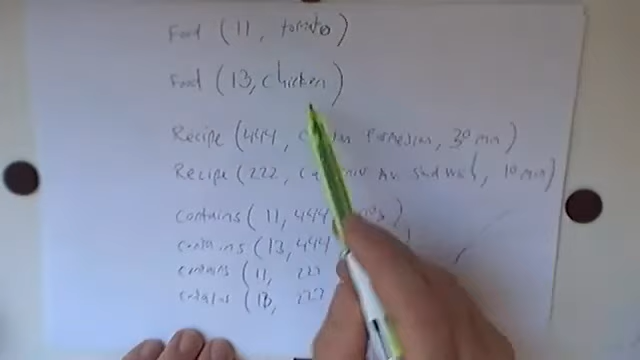 Food (11, tomato)
Food (13, chicken)
Recipe (444, Parmesan, 30 min)
Recipe (222, Sandwich, 10 min)
contains (11, 444,
contains (13, 444
contains (11, 222
contains (13, 222